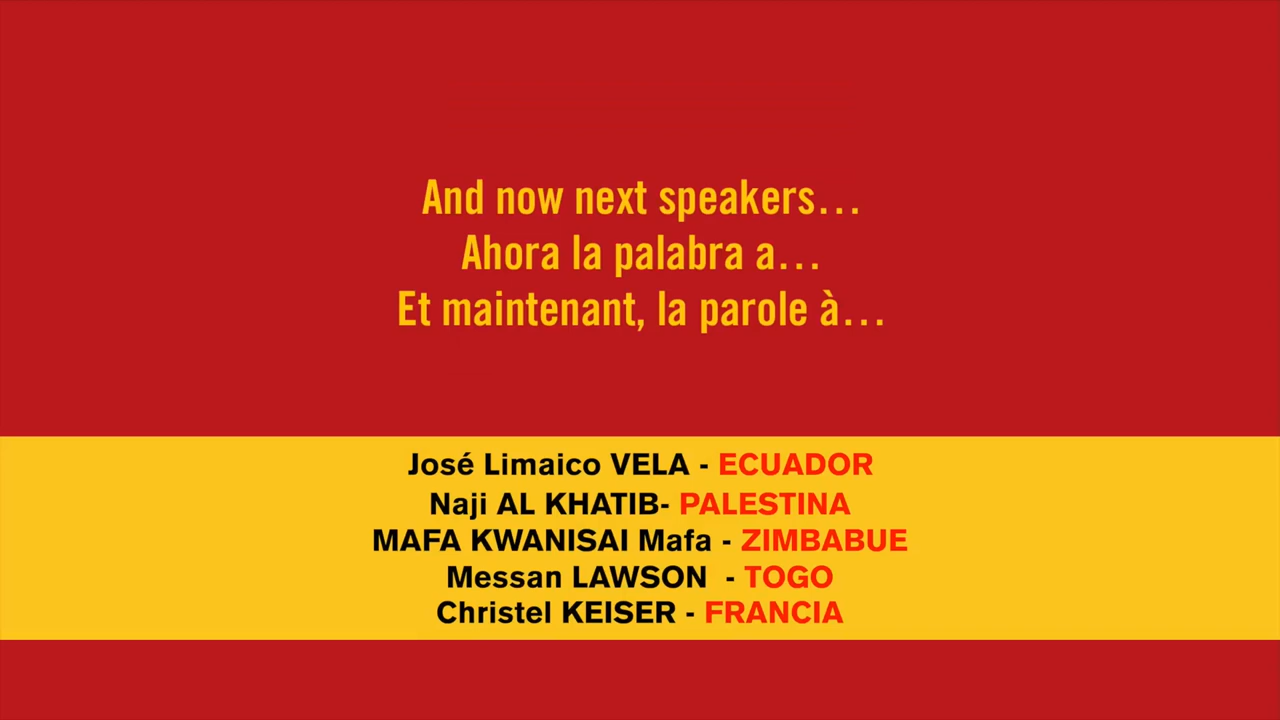 And now next speakers...
Ahora la palabra a...
Et maintenant, la parole à...
José Limaico VELA - ECUADOR
Naji AL KHATIB- PALESTINA
MAFA KWANISAI Mafa - ZIMBABUE
Messan LAWSON  - TOGO
Christel KEISER - FRANCIA